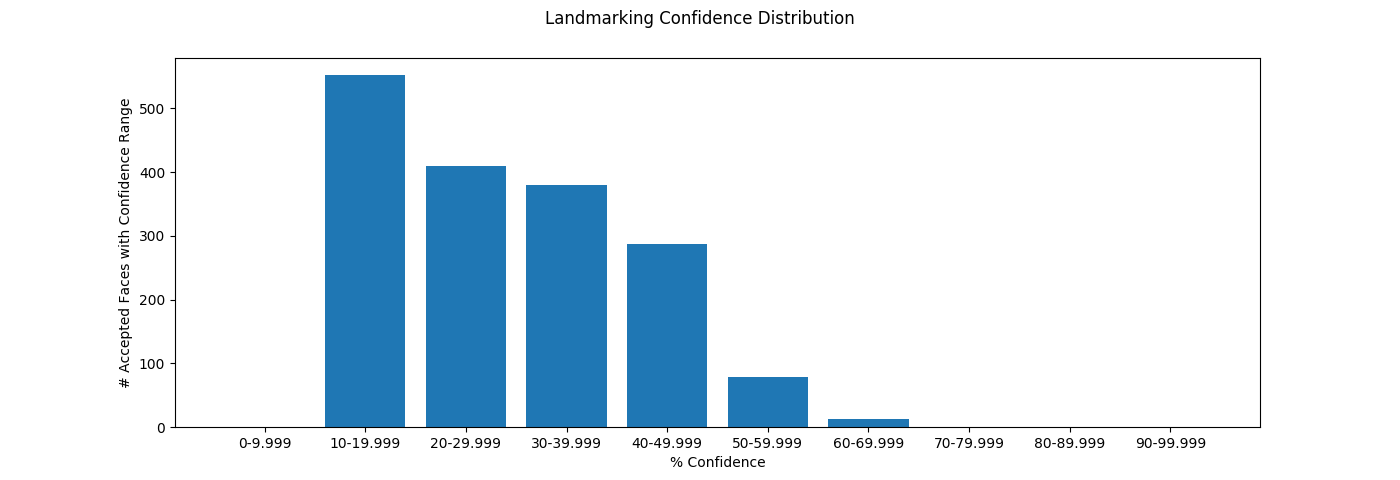 Landmarking Confidence Distribution
# Accepted Faces with Confidence Range
500
400
300
200
100
0
0-9.999 10-19.999 20-29.999 30-39.999 40-49.999 50-59.999 60-69.999 70-79.999 80-89.999 90-99.999
% Confidence